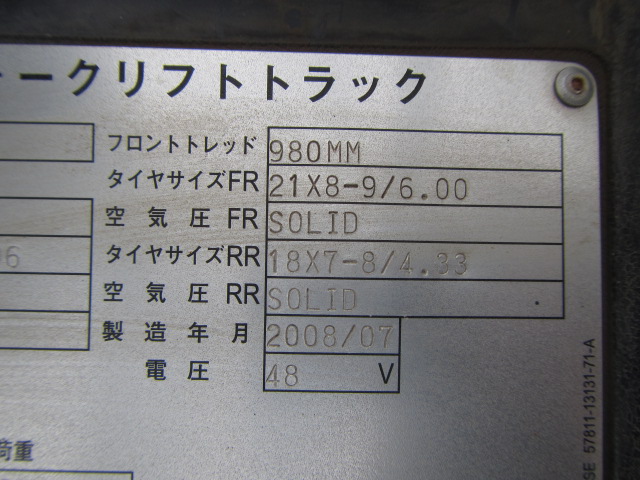 ークリフトトラック
フロントトレッド 980MM
タイヤサイズFR 21X8-9/6.00
空気圧FR SOLID
タイヤサイズRR 18X7-8/4.33
空気圧RR SOLID
製造年月 2008/07
電圧 48 V
荷重
6
SE 57811-13131-71-A